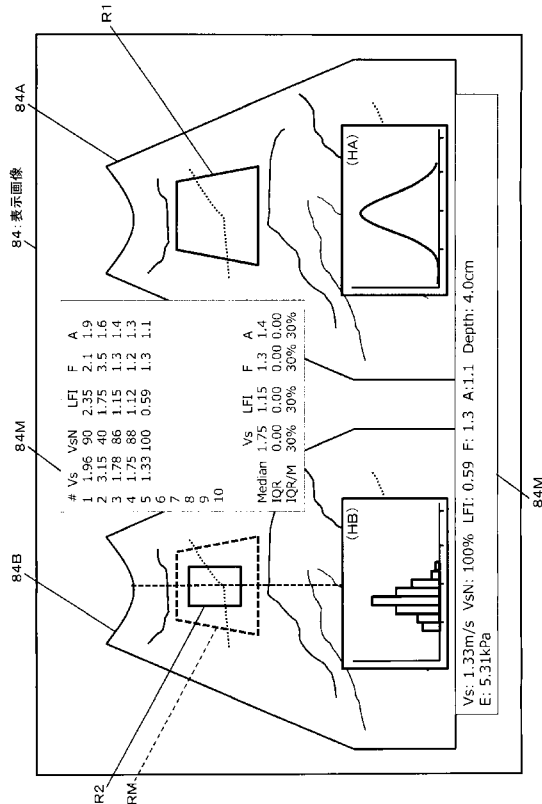 84:表示画像
84B
84M
84A
R1
R2
RM
# Vs VsN LFI F A
1 1.96 90 2.35 2.1 1.9
2 3.15 40 1.75 3.5 1.6
3 1.78 86 1.15 1.3 1.4
4 1.75 88 1.12 1.2 1.3
5 1.33 100 0.59 1.3 1.1
6
7
8
9
10
Vs LFI F A
Median 1.75 1.15 1.3 1.4
IQR 0.00 0.00 0.00 0.00
IQR/M 30% 30% 30% 30%
(HB)
(HA)
Vs: 1.33m/s VsN: 100% LFI: 0.59 F: 1.3 A:1.1 Depth: 4.0cm
E: 5.31kPa
84M